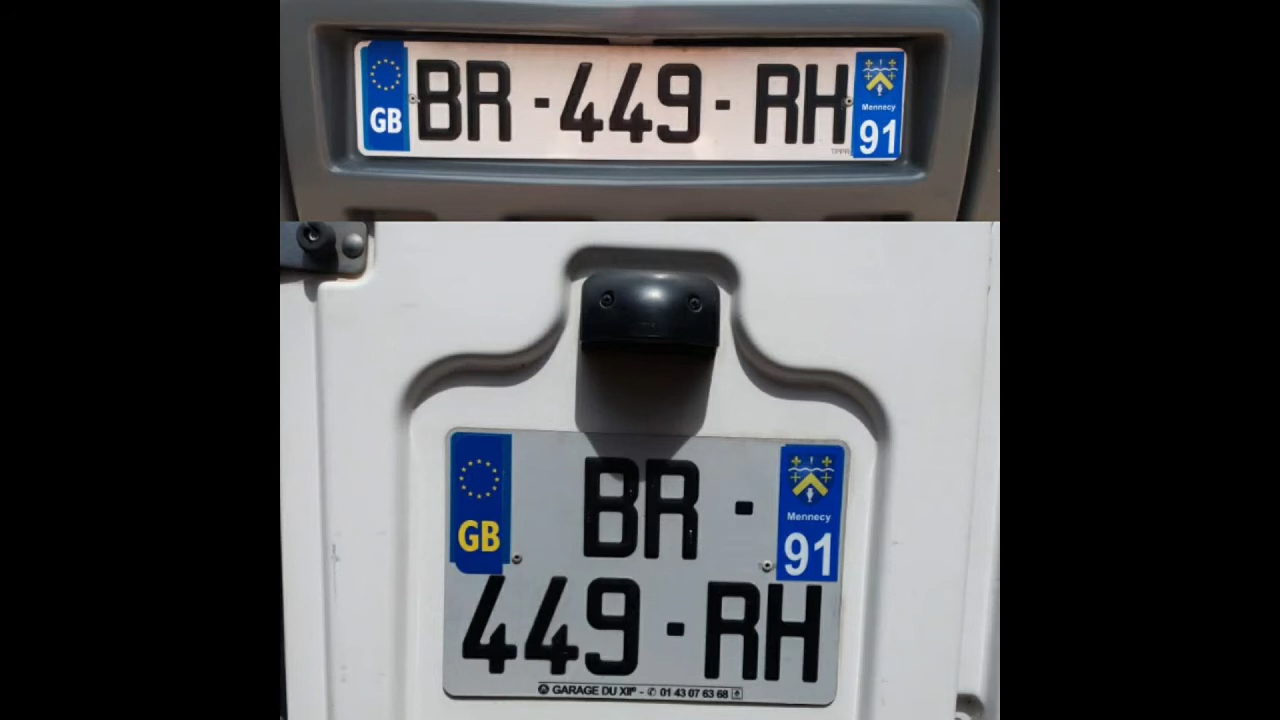 GB BR - 449 - RH Mennecy 91
GB BR - Mennecy 91
449 - RH
GARAGE DU XIIº - ✆ 01 43 07 63 68